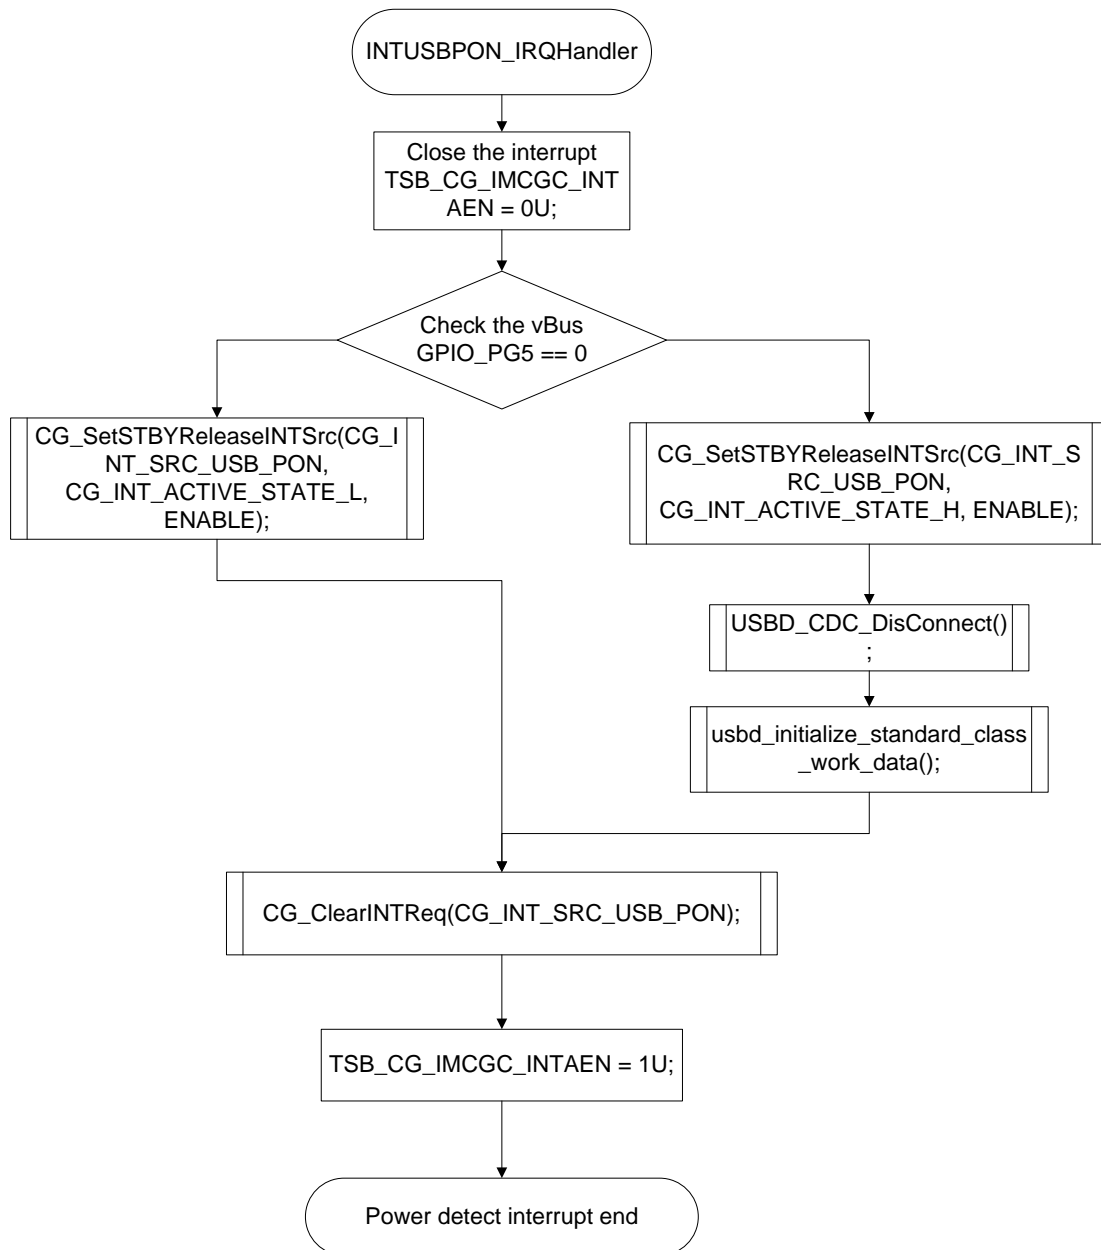 INTUSBPON_IRQHandler
Close the interrupt
TSB_CG_IMCGC_INT
AEN = 0U;
Check the vBus
GPIO_PG5 == 0
CG_SetSTBYReleaseINTSrc(CG_I
NT_SRC_USB_PON,
CG_INT_ACTIVE_STATE_L,
ENABLE);
CG_SetSTBYReleaseINTSrc(CG_INT_S
RC_USB_PON,
CG_INT_ACTIVE_STATE_H, ENABLE);
USBD_CDC_DisConnect()
;
usbd_initialize_standard_class
_work_data();
CG_ClearINTReq(CG_INT_SRC_USB_PON);
TSB_CG_IMCGC_INTAEN = 1U;
Power detect interrupt end